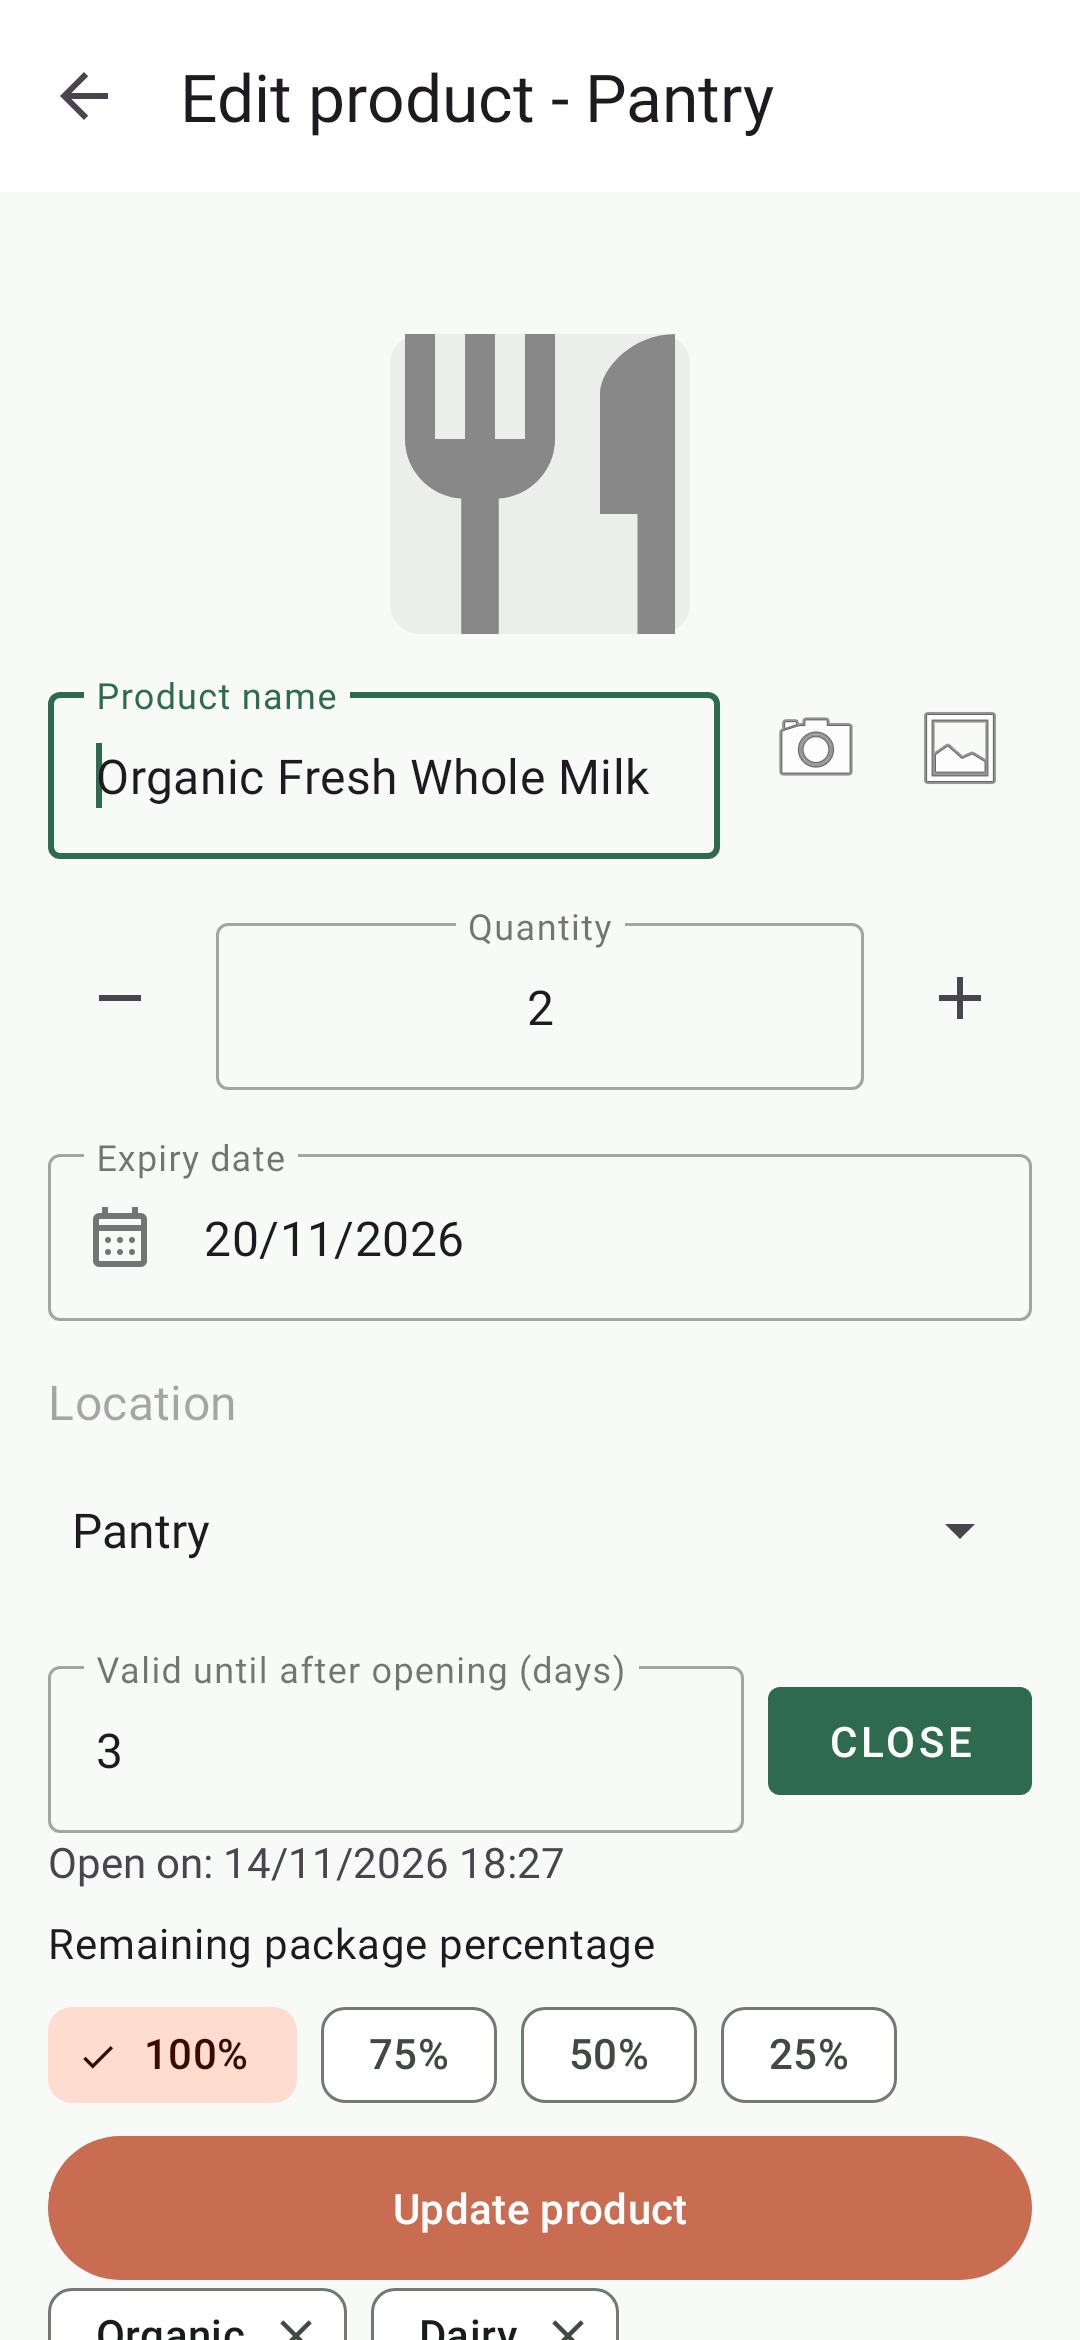 Edit product - Pantry
Product name
Organic Fresh Whole Milk
Quantity
2
Expiry date
20/11/2026
Location
Pantry
Valid until after opening (days)
3
CLOSE
Open on: 14/11/2026 18:27
Remaining package percentage
100% 75% 50% 25%
Update product
Organic Dairy